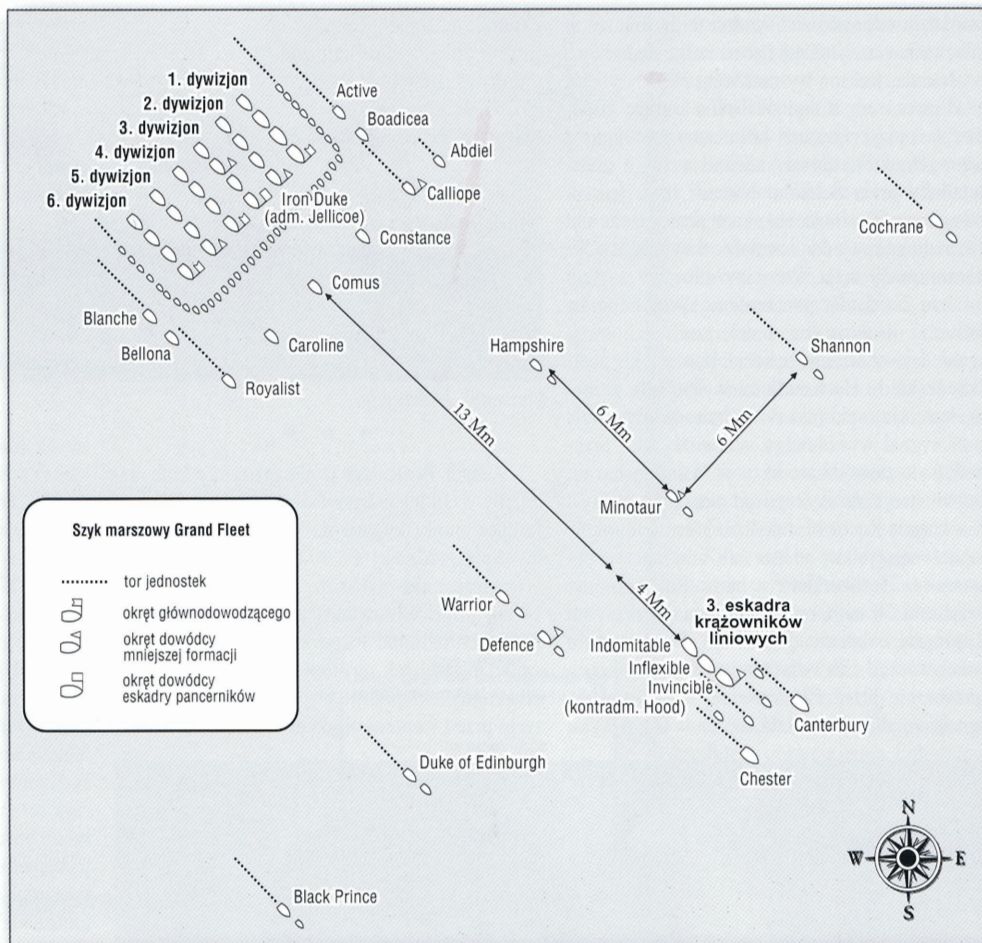 1. dywizjon
2. dywizjon
3. dywizjon
4. dywizjon
5. dywizjon
6. dywizjon
Active
Boadicea
Abdiel
Calliope
Iron Duke
(adm. Jellicoe)
Constance
Cochrane
Comus
Blanche
Bellona
Caroline
Royalist
Hampshire
Shannon
13 Mm
6 Mm
6 Mm
Minotaur
Szyk marszowy Grand Fleet
tor jednostek
okręt głównodowodzącego
okręt dowódcy
mniejszej formacji
okręt dowódcy
eskadry pancerników
Warrior
Defence
4 Mm
3. eskadra
krążowników
liniowych
Indomitable
Inflexible
Invincible
(kontradm. Hood)
Canterbury
Chester
Duke of Edinburgh
Black Prince
N
W
E
S